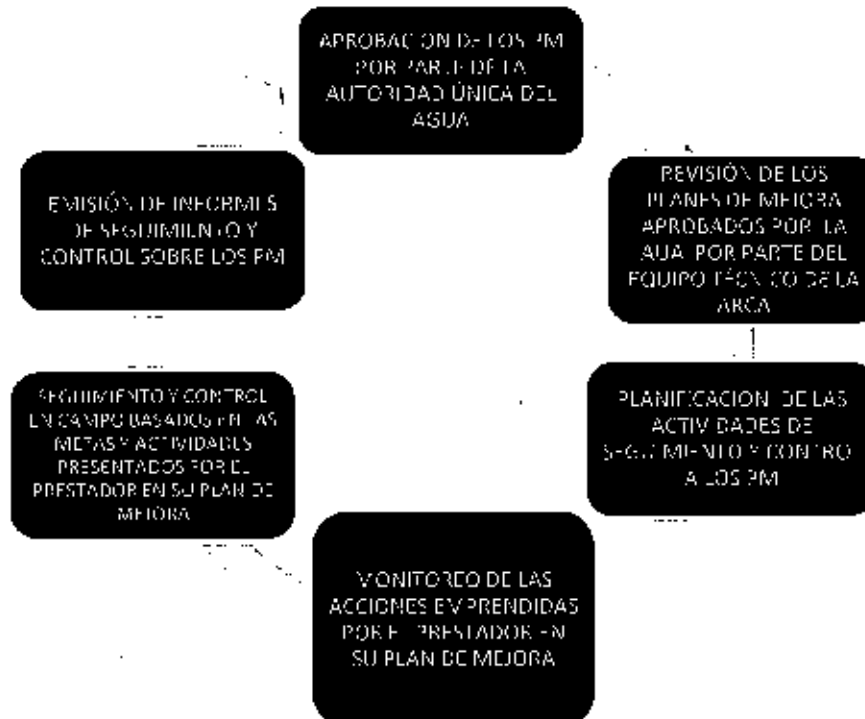 APROBACION DE LOS PM
POR PARTE DE LA
AUTORIDAD ÚNICA DEL
AGUA
REVISIÓN DE LOS
PLANES DE MEJORA
APROBADOS POR LA
AUA POR PARTE DEL
EQUIPO TÉCNICO DE LA
ARCA
PLANIFICACION DE LAS
ACTIVIDADES DE
SEGUIMIENTO Y CONTROL
A LOS PM
MONITOREO DE LAS
ACCIONES EMPRENDIDAS
POR EL PRESTADOR EN
SU PLAN DE MEJORA
SEGUIMIENTO Y CONTROL
EN CAMPO BASADOS EN LAS
METAS Y ACTIVIDADES
PRESENTADOS POR EL
PRESTADOR EN SU PLAN DE
MEJORA
EMISIÓN DE INFORMES
DE SEGUIMIENTO Y
CONTROL SOBRE LOS PM